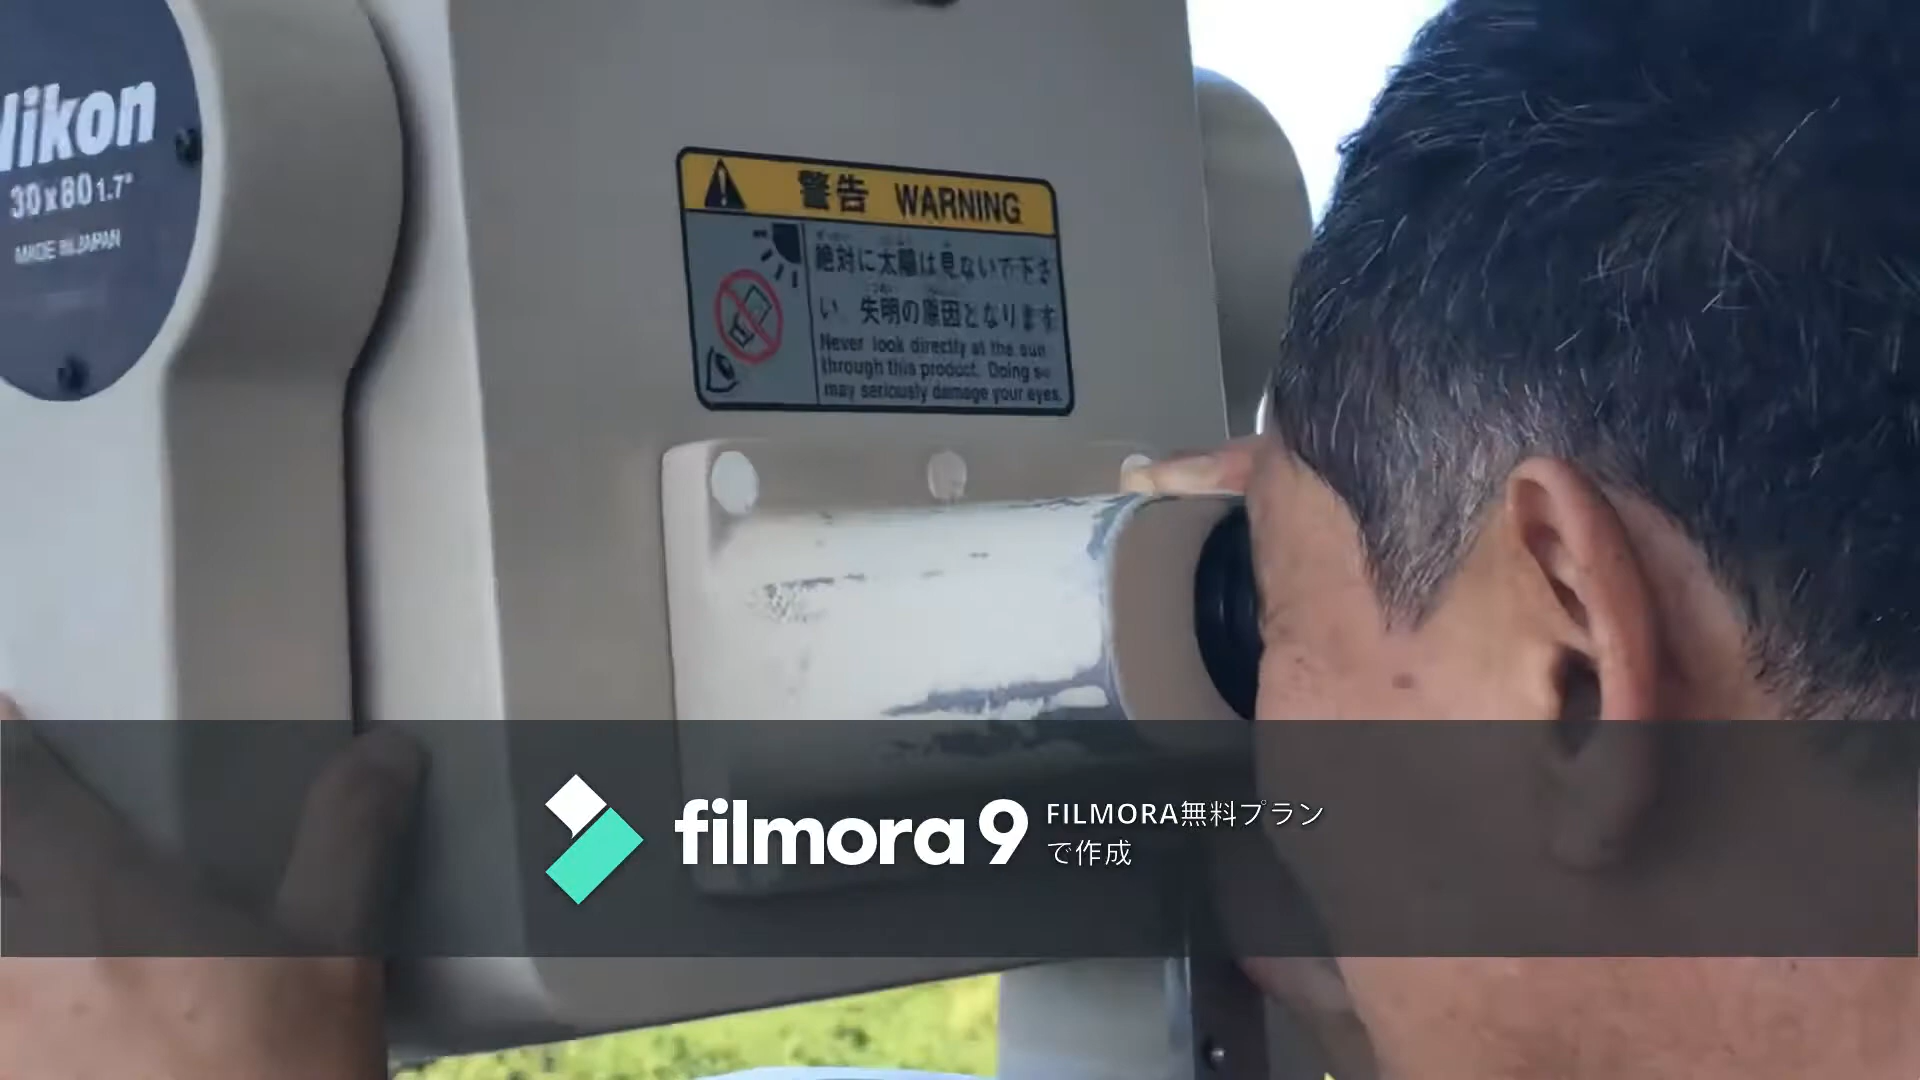 Nikon
30x80 1.7°
MADE IN JAPAN
警告 WARNING
絶対に太陽は見ないで下さ
い。失明の原因となります
Never look directly at the sun
through this product. Doing so
may seriously damage your eyes.
filmora9
FILMORA無料プラン
で作成